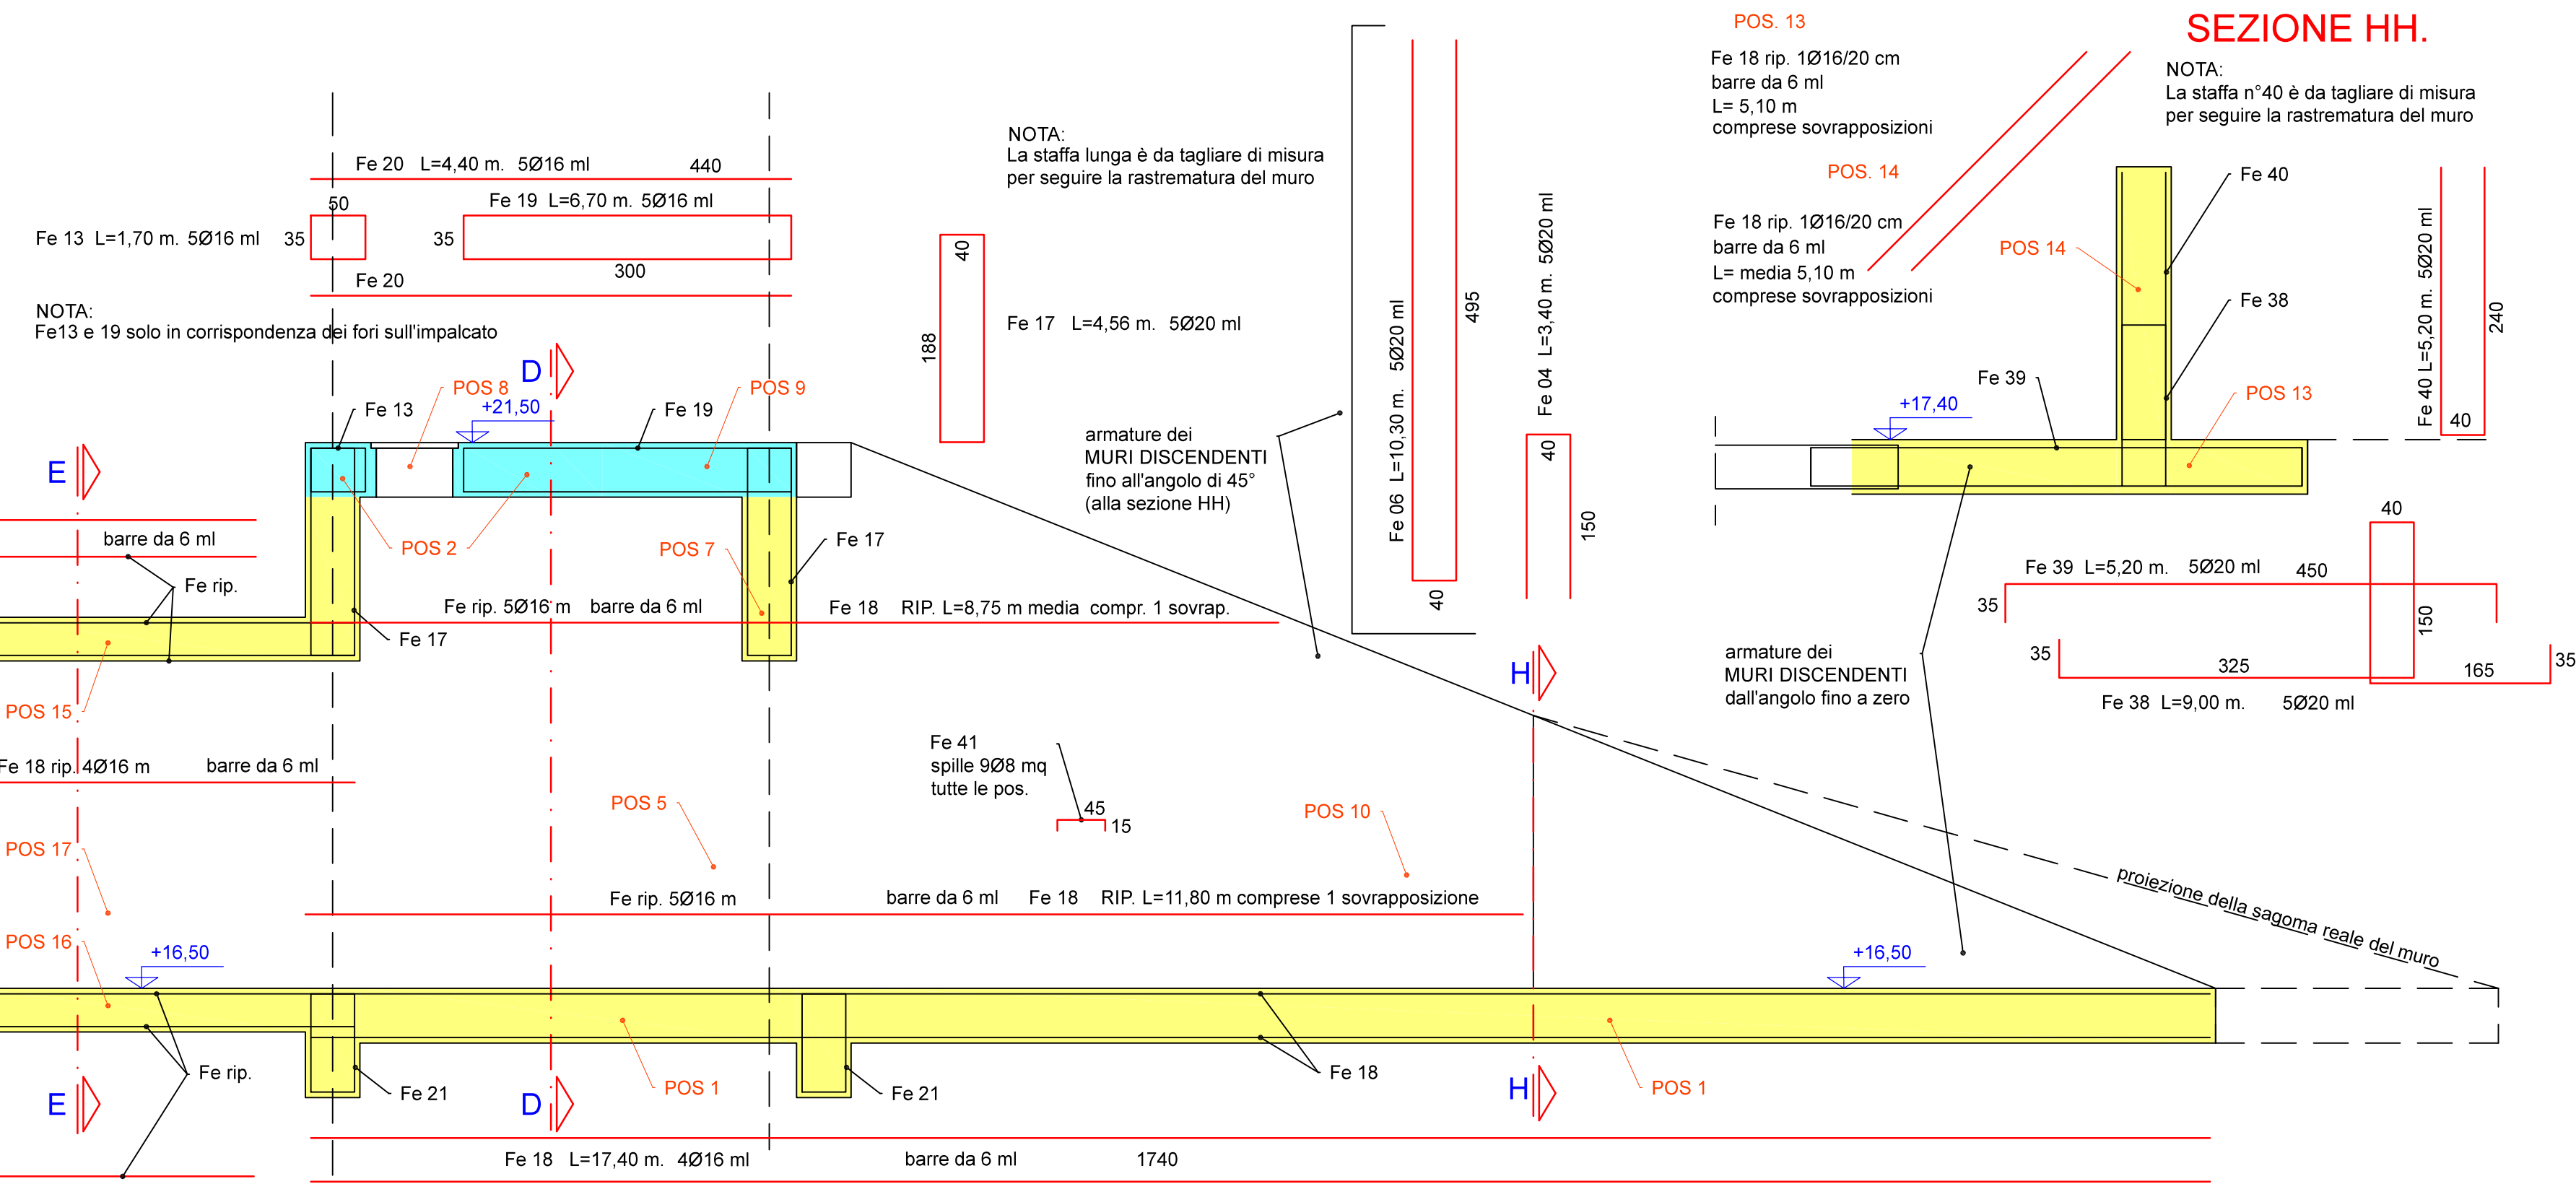 SEZIONE HH.
NOTA:
La staffa n°40 è da tagliare di misura
per seguire la rastrematura del muro
POS. 13
Fe 18 rip. 1Ø16/20 cm
barre da 6 ml
L= 5,10 m
comprese sovrapposizioni
POS. 14
Fe 18 rip. 1Ø16/20 cm
barre da 6 ml
L= media 5,10 m
comprese sovrapposizioni
Fe 20 L=4,40 m. 5Ø16 ml 440
50
Fe 19 L=6,70 m. 5Ø16 ml
Fe 13 L=1,70 m. 5Ø16 ml 35
35
300
Fe 20
NOTA:
Fe13 e 19 solo in corrispondenza dei fori sull'impalcato
NOTA:
La staffa lunga è da tagliare di misura
per seguire la rastrematura del muro
40
188
Fe 17 L=4,56 m. 5Ø20 ml
D
POS 8
POS 9
+21,50
Fe 13
Fe 19
E
POS 2
POS 7
Fe 17
barre da 6 ml
Fe rip.
Fe 17
Fe rip. 5Ø16 m barre da 6 ml
Fe 18 RIP. L=8,75 m media compr. 1 sovrap.
POS 15
armature dei
MURI DISCENDENTI
fino all'angolo di 45°
(alla sezione HH)
Fe 06 L=10,30 m. 5Ø20 ml
495
40
Fe 04 L=3,40 m. 5Ø20 ml
40
150
H
Fe 40
POS 14
Fe 38
Fe 39
POS 13
+17,40
Fe 40 L=5,20 m. 5Ø20 ml
240
40
40
Fe 39 L=5,20 m. 5Ø20 ml 450
35
150
35
325
165
35
Fe 38 L=9,00 m. 5Ø20 ml
armature dei
MURI DISCENDENTI
dall'angolo fino a zero
Fe 18 rip. 4Ø16 m barre da 6 ml
Fe 41
spille 9Ø8 mq
tutte le pos.
45
15
POS 5
POS 10
POS 17
Fe rip. 5Ø16 m
barre da 6 ml Fe 18 RIP. L=11,80 m comprese 1 sovrapposizione
proiezione della sagoma reale del muro
POS 16
+16,50
+16,50
Fe rip.
Fe 21
POS 1
Fe 21
Fe 18
POS 1
E
D
H
Fe 18 L=17,40 m. 4Ø16 ml barre da 6 ml 1740